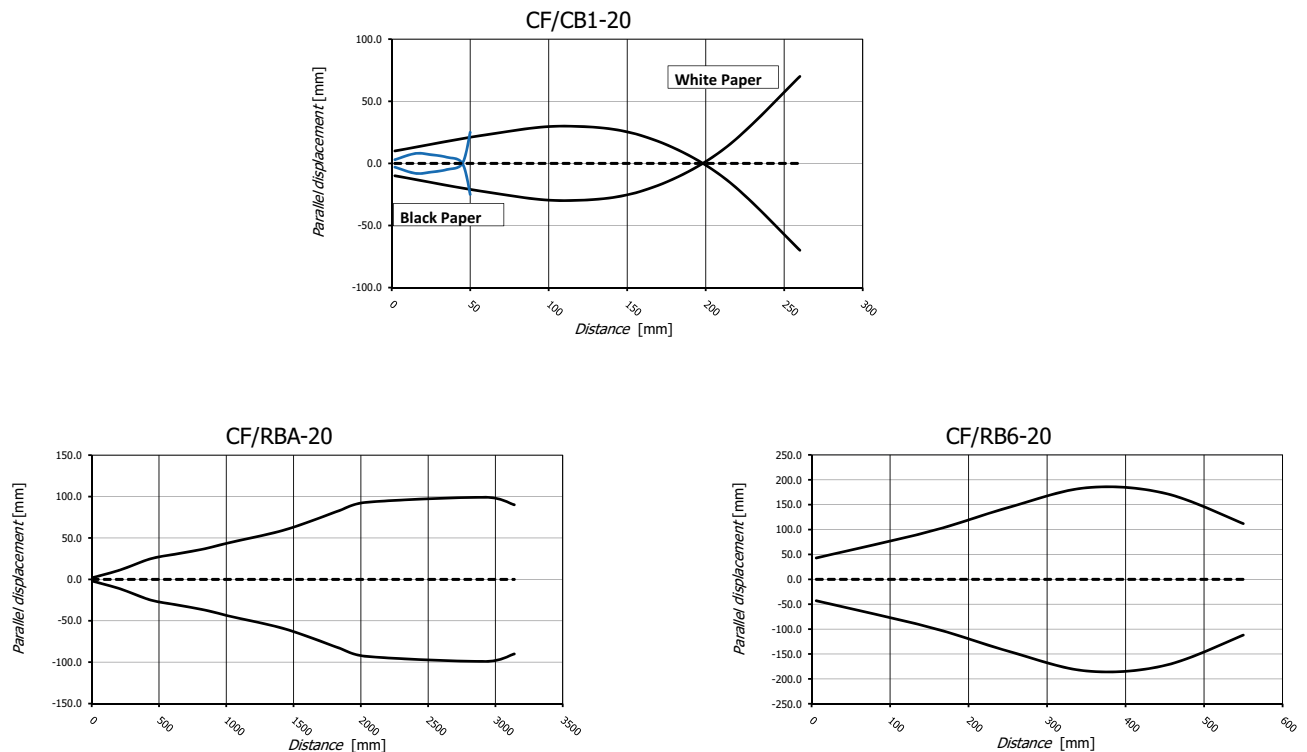 CF/CB1-20
Parallel displacement [mm]
100.0
50.0
0.0
-50.0
-100.0
White Paper
Black Paper
0 50 100 150 200 250 300
Distance [mm]
CF/RBA-20
Parallel displacement [mm]
150.0
100.0
50.0
0.0
-50.0
-100.0
-150.0
0 500 1000 1500 2000 2500 3000 3500
Distance [mm]
CF/RB6-20
Parallel displacement [mm]
250.0
200.0
150.0
100.0
50.0
0.0
-50.0
-100.0
-150.0
-200.0
-250.0
0 100 200 300 400 500 600
Distance [mm]